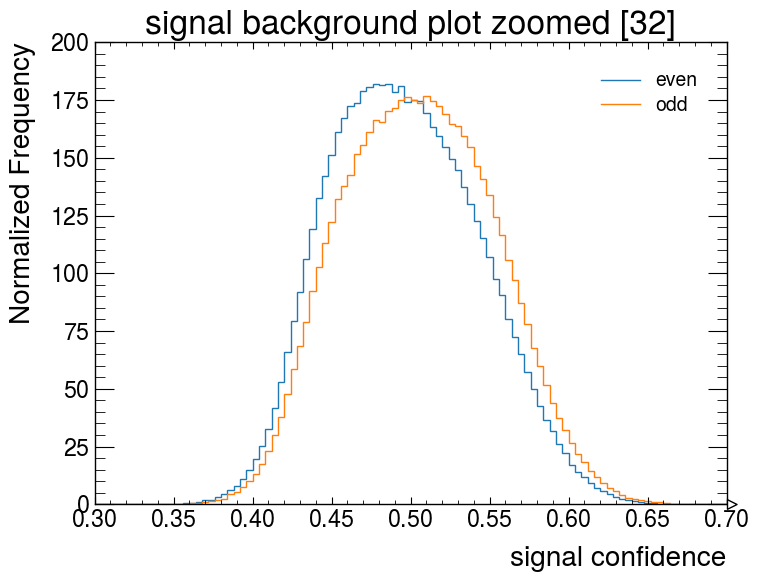 signal background plot zoomed [32]
Normalized Frequency
200
175
150
125
100
75
50
25
0
even
odd
0.30 0.35 0.40 0.45 0.50 0.55 0.60 0.65 0.70
signal confidence